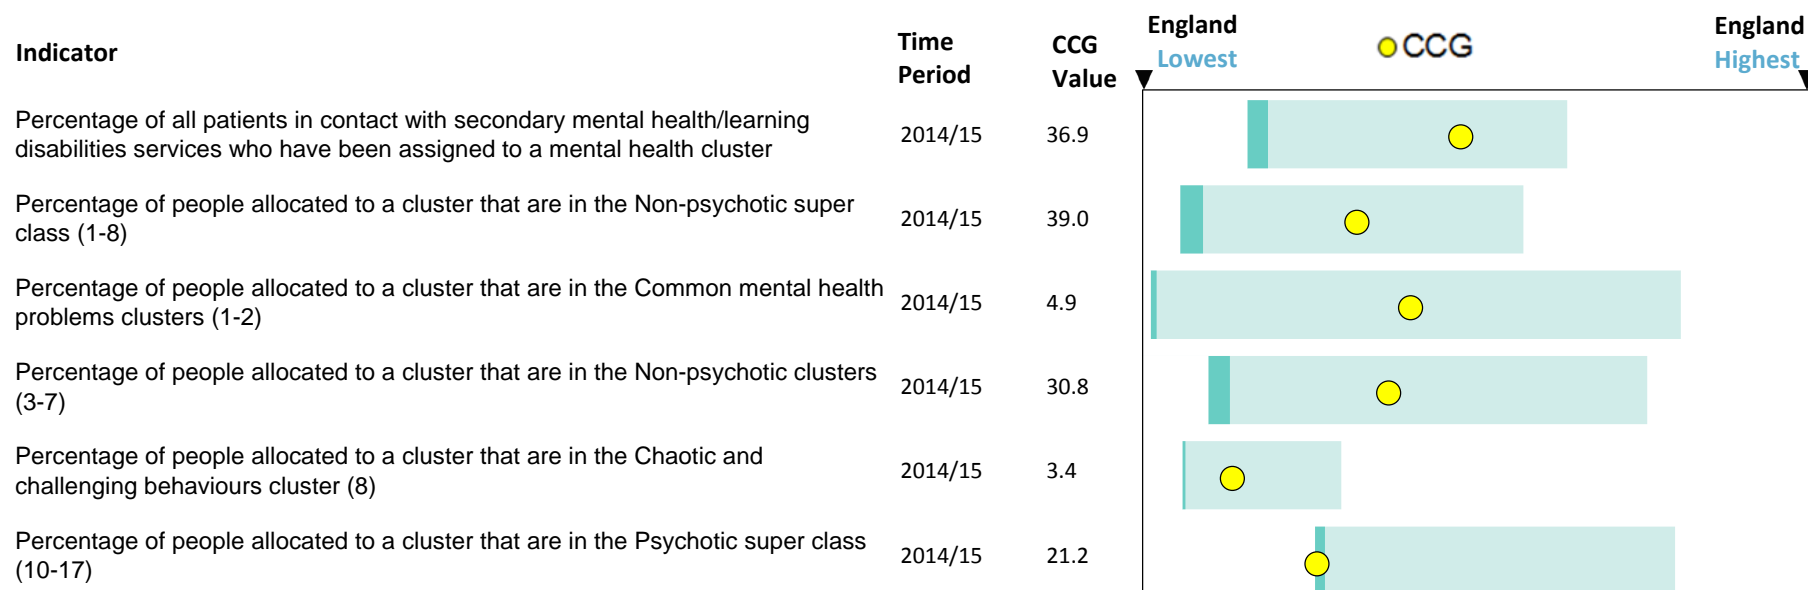 Indicator
Time Period
CCG Value
England Lowest
CCG
England Highest
Percentage of all patients in contact with secondary mental health/learning
disabilities services who have been assigned to a mental health cluster
2014/15
36.9
Percentage of people allocated to a cluster that are in the Non-psychotic super
class (1-8)
2014/15
39.0
Percentage of people allocated to a cluster that are in the Common mental health
problems clusters (1-2)
2014/15
4.9
Percentage of people allocated to a cluster that are in the Non-psychotic clusters
(3-7)
2014/15
30.8
Percentage of people allocated to a cluster that are in the Chaotic and
challenging behaviours cluster (8)
2014/15
3.4
Percentage of people allocated to a cluster that are in the Psychotic super class
(10-17)
2014/15
21.2